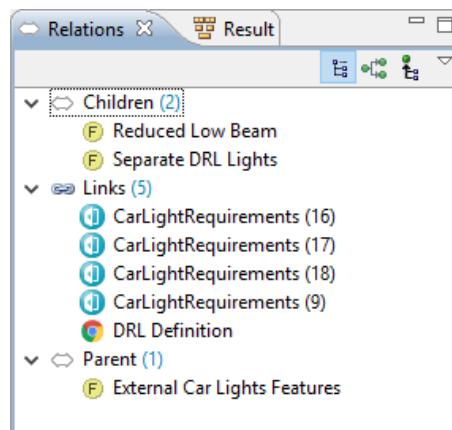 Relations Result
Children (2)
F Reduced Low Beam
F Separate DRL Lights
Links (5)
CarLightRequirements (16)
CarLightRequirements (17)
CarLightRequirements (18)
CarLightRequirements (9)
DRL Definition
Parent (1)
F External Car Lights Features